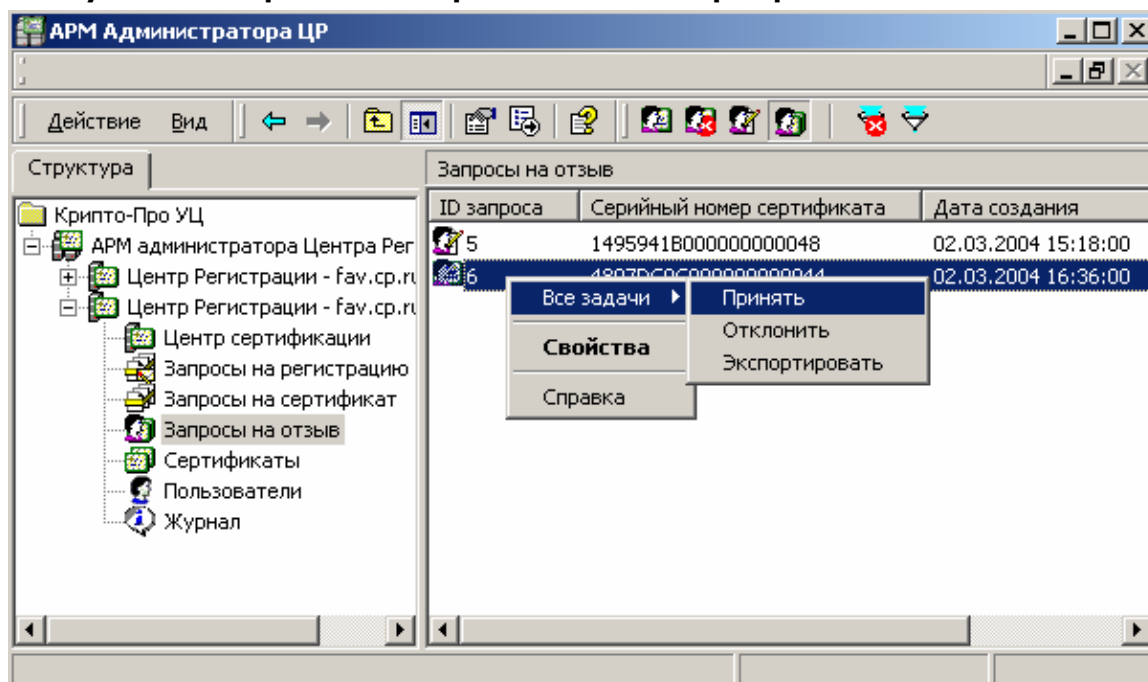 АРМ Администратора ЦР
Действие Вид
Структура
Запросы на отзыв
ID запроса Серийный номер сертификата Дата создания
Крипто-Про УЦ
АРМ администратора Центра Рег
Центр Регистрации - fav.cp.ru
Центр Регистрации - fav.cp.ru
Центр сертификации
Запросы на регистрацию
Запросы на сертификат
Запросы на отзыв
Сертификаты
Пользователи
Журнал
5 1495941B000000000048 02.03.2004 15:18:00
6 02.03.2004 16:36:00
Все задачи
Свойства
Справка
Принять
Отклонить
Экспортировать